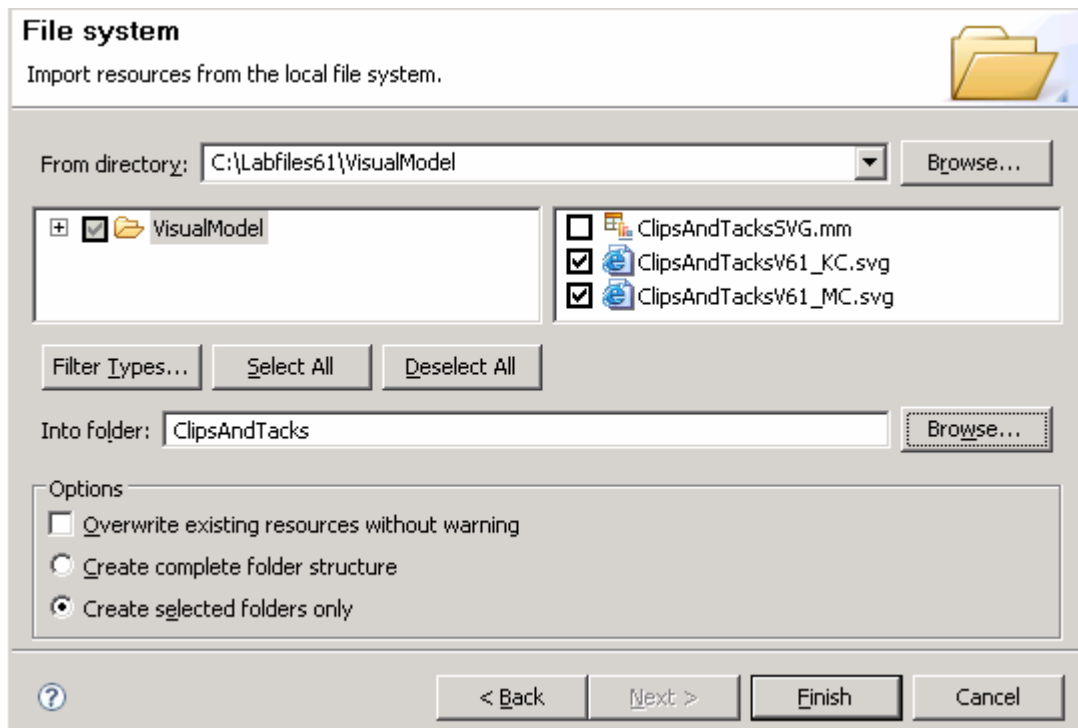 File system
Import resources from the local file system.
From directory: C:\Labfiles61\VisualModel Browse...
VisualModel
ClipsAndTacksSVG.mm
ClipsAndTacksV61_KC.svg
ClipsAndTacksV61_MC.svg
Filter Types... Select All Deselect All
Into folder: ClipsAndTacks Browse...
Options
Overwrite existing resources without warning
Create complete folder structure
Create selected folders only
? < Back Next > Finish Cancel